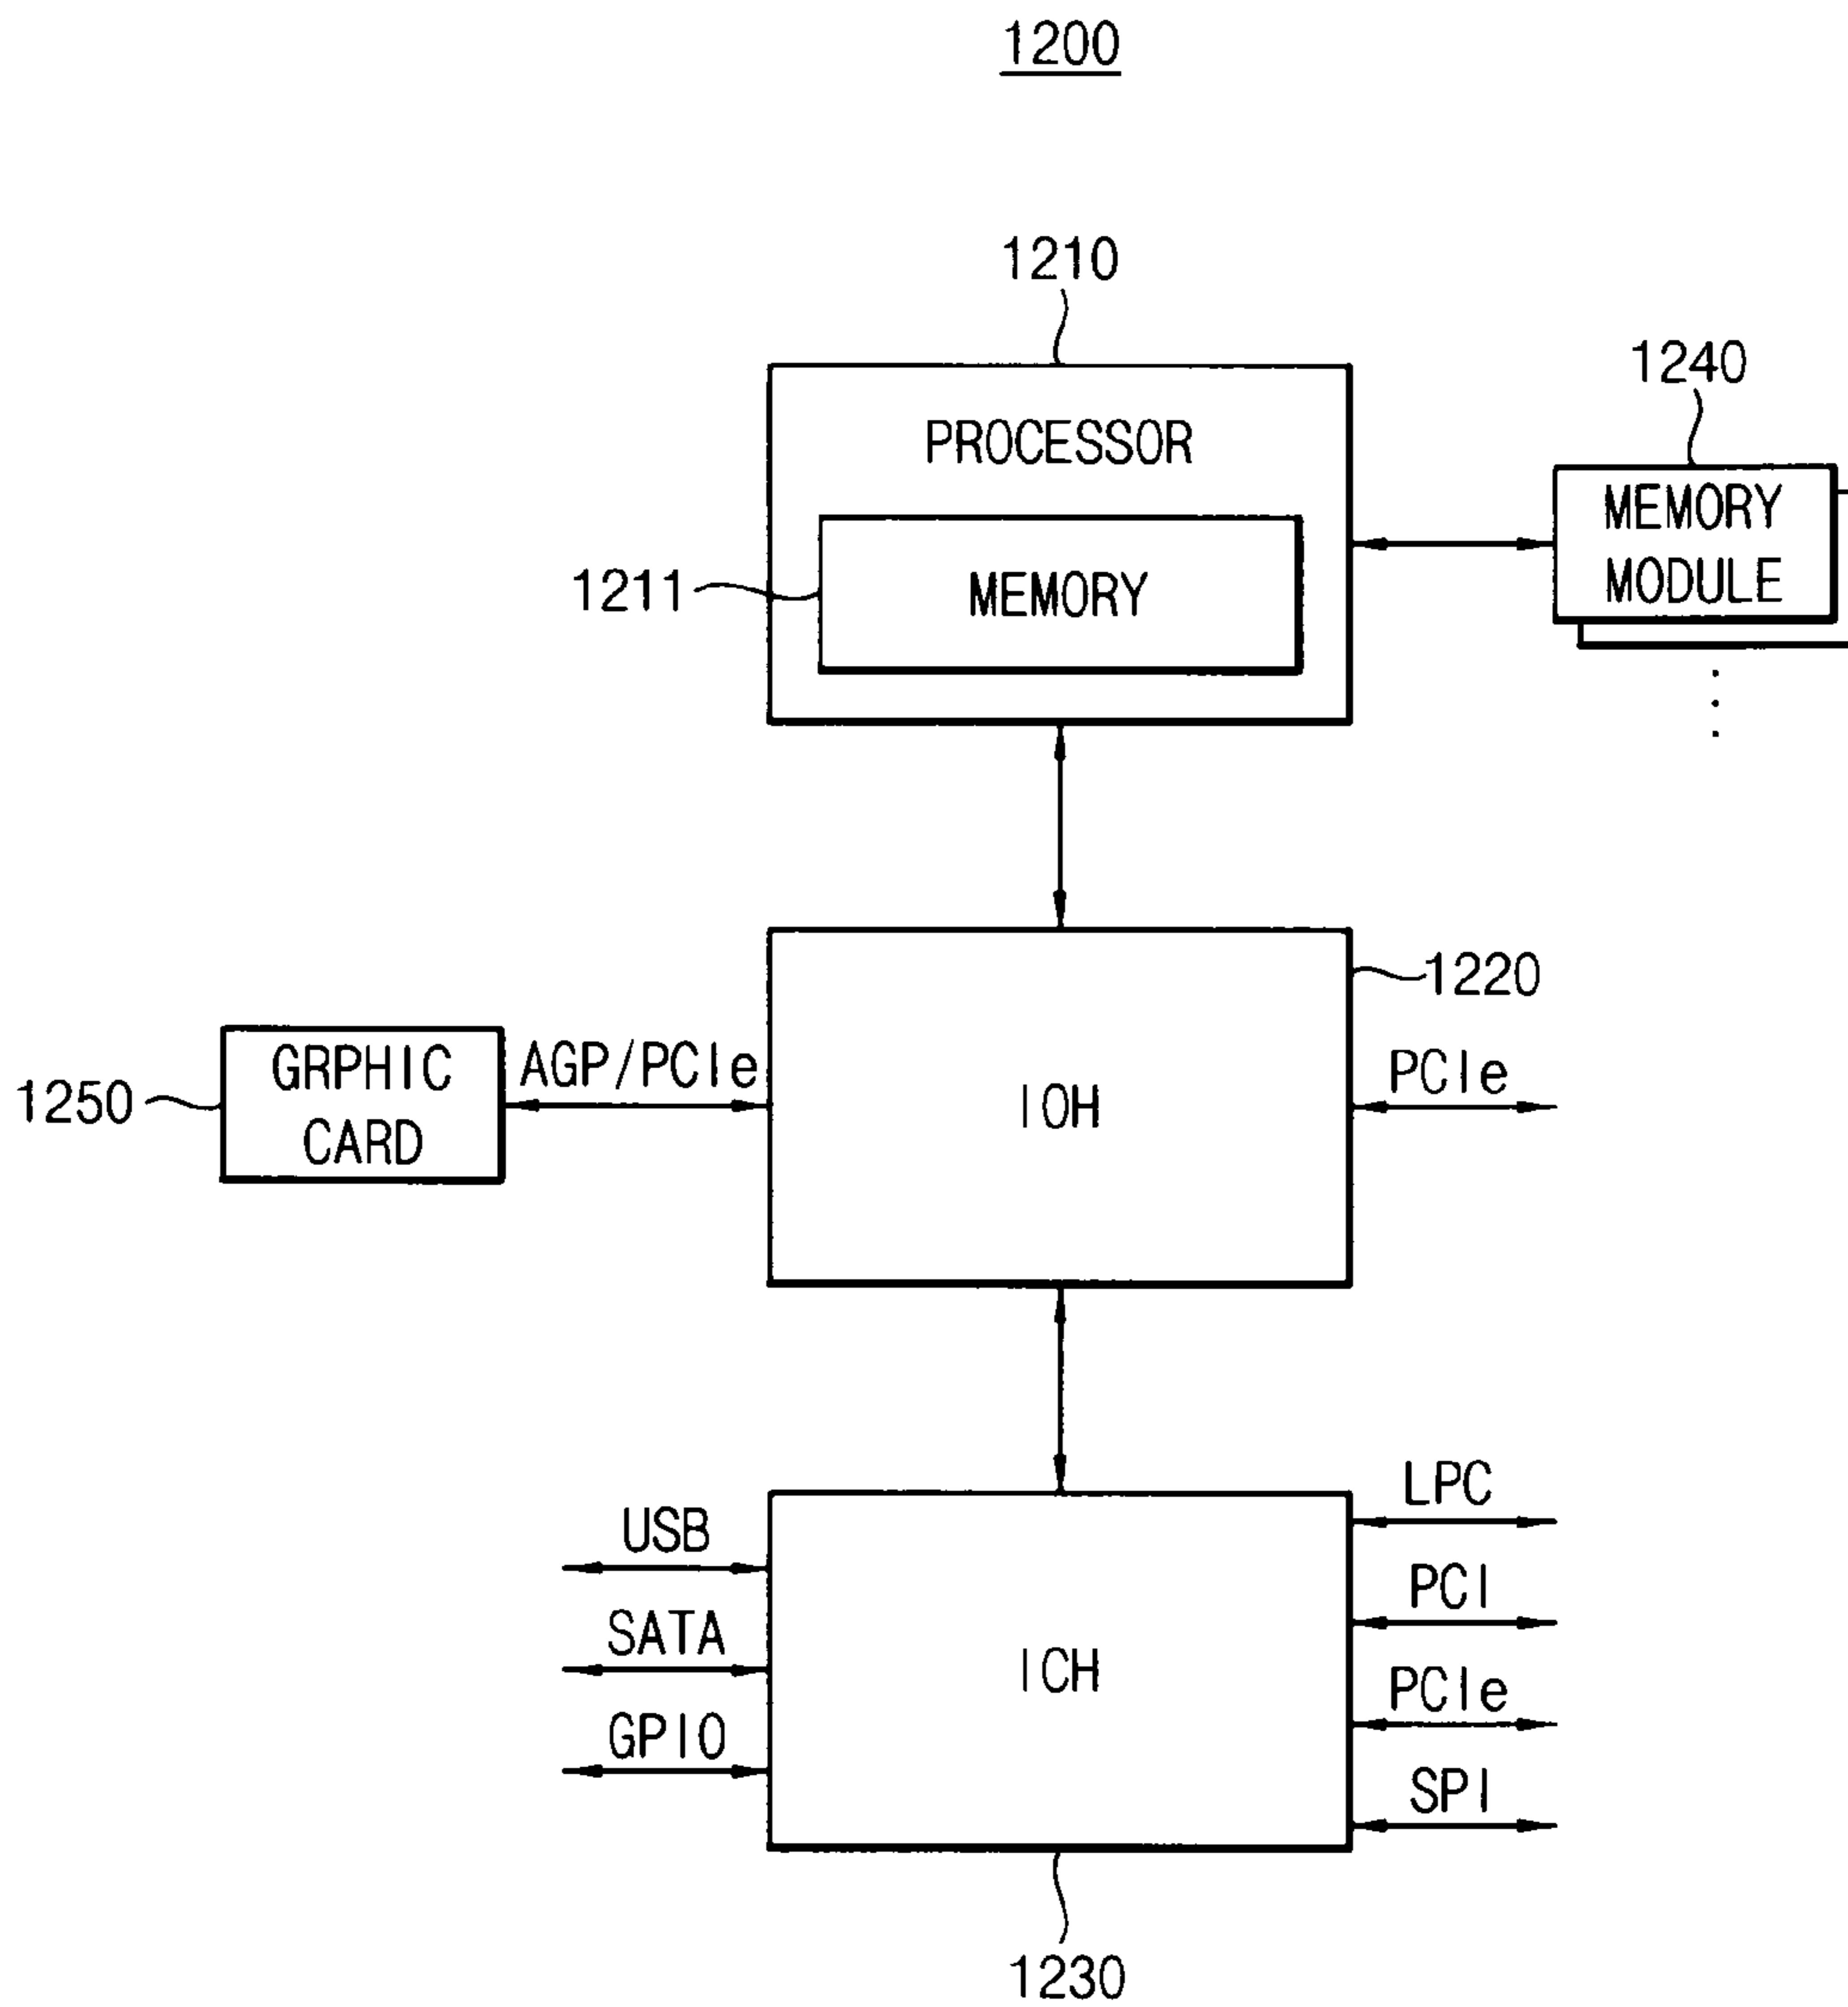 1200
1210
1240
PROCESSOR
MEMORY
MODULE
1211
MEMORY
1220
GRPHIC
CARD
AGP/PCIe
PCIe
1250
IOH
LPC
USB
PCI
SATA
ICH
PCIe
GPIO
SPI
1230